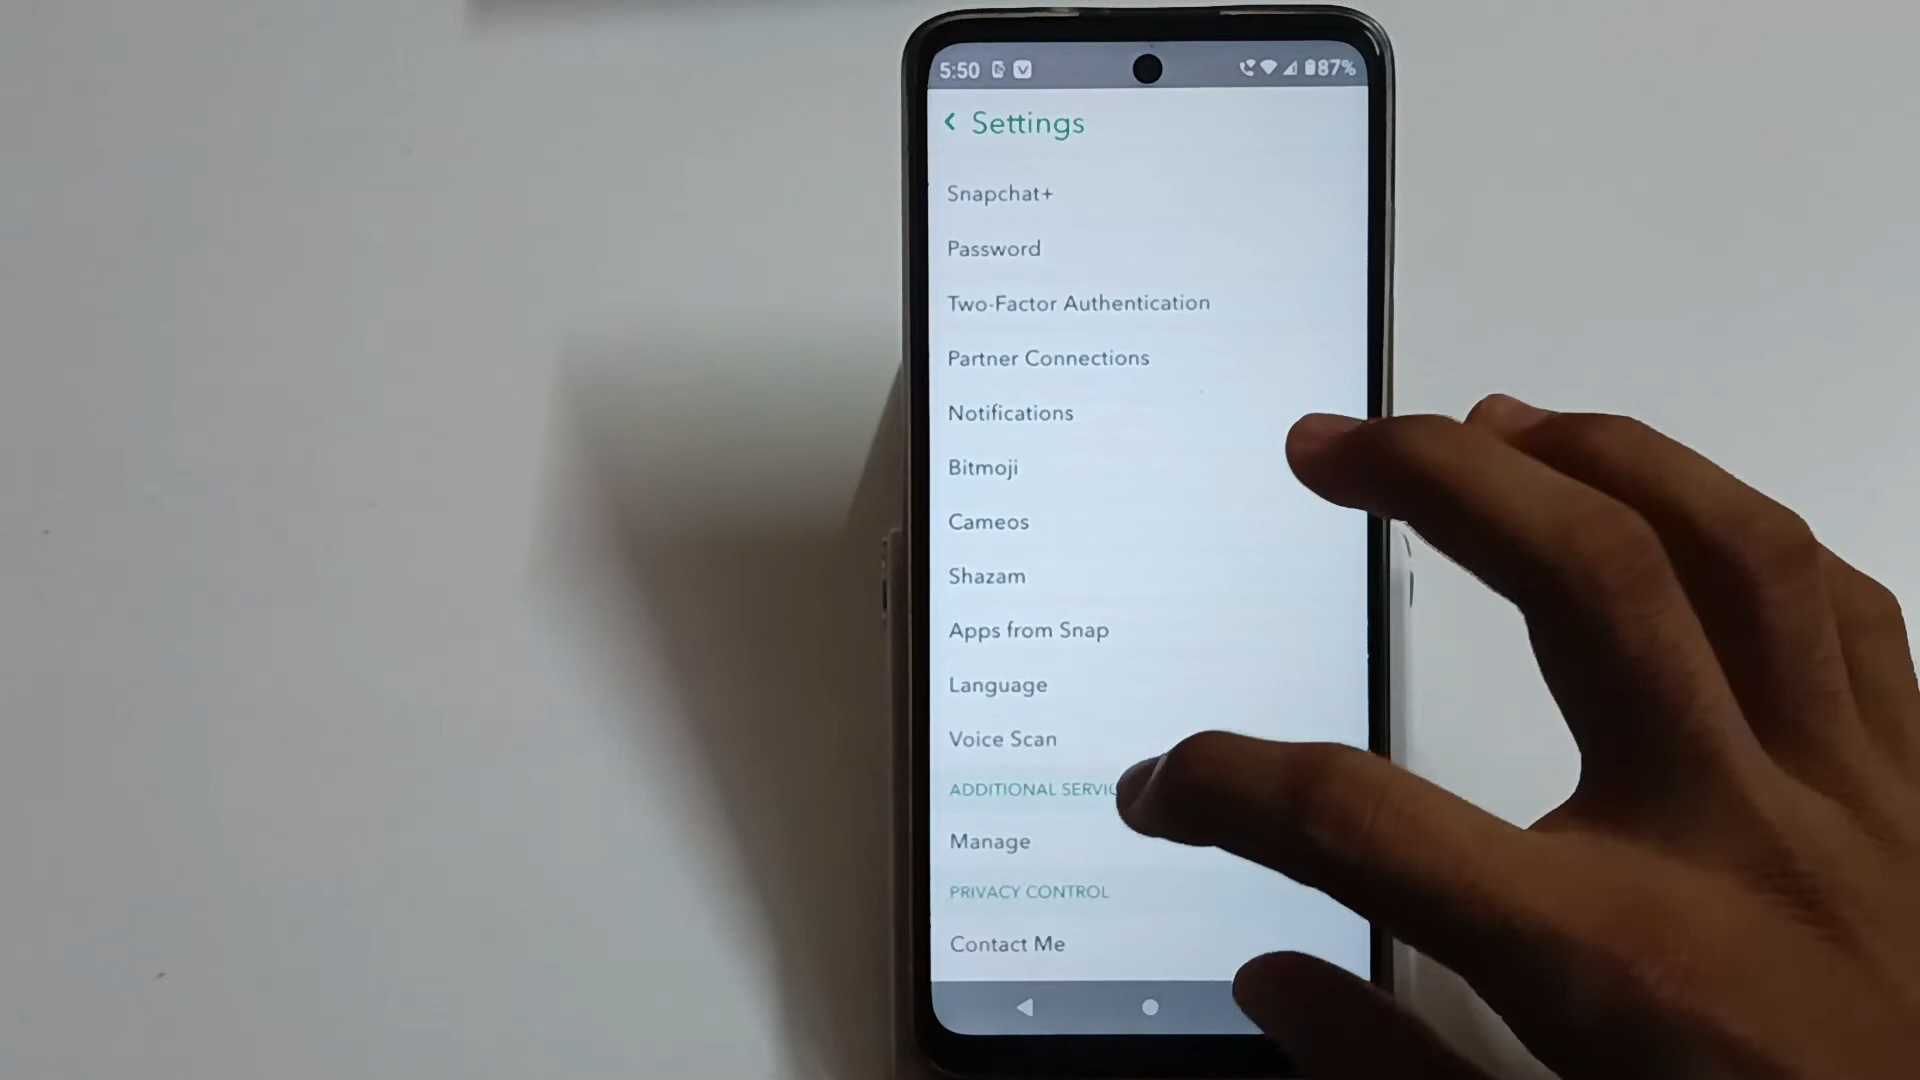 5:50 87%
Settings
Snapchat+
Password
Two-Factor Authentication
Partner Connections
Notifications
Bitmoji
Cameos
Shazam
Apps from Snap
Language
Voice Scan
ADDITIONAL
Manage
PRIVACY CONTROL
Contact Me